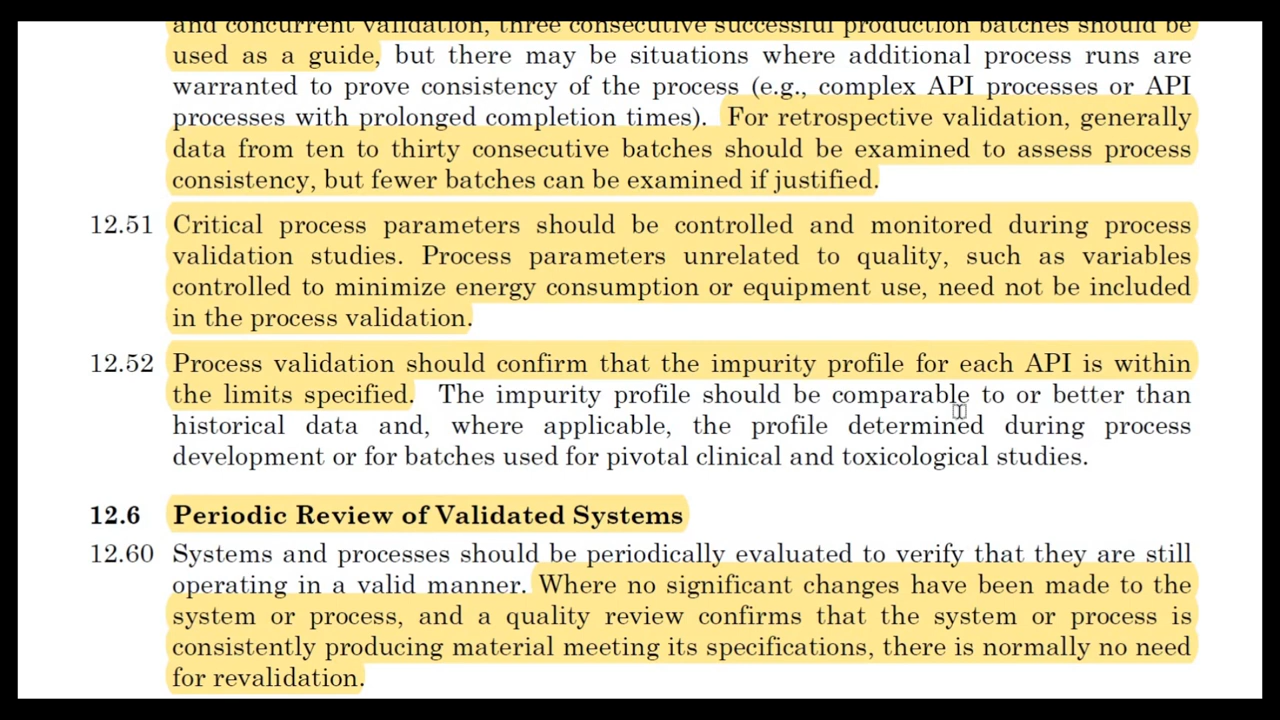 and concurrent validation, three consecutive successful production batches should be
used as a guide, but there may be situations where additional process runs are
warranted to prove consistency of the process (e.g., complex API processes or API
processes with prolonged completion times). For retrospective validation, generally
data from ten to thirty consecutive batches should be examined to assess process
consistency, but fewer batches can be examined if justified.
12.51 Critical process parameters should be controlled and monitored during process
validation studies. Process parameters unrelated to quality, such as variables
controlled to minimize energy consumption or equipment use, need not be included
in the process validation.
12.52 Process validation should confirm that the impurity profile for each API is within
the limits specified. The impurity profile should be comparable to or better than
historical data and, where applicable, the profile determined during process
development or for batches used for pivotal clinical and toxicological studies.
12.6 Periodic Review of Validated Systems
12.60 Systems and processes should be periodically evaluated to verify that they are still
operating in a valid manner. Where no significant changes have been made to the
system or process, and a quality review confirms that the system or process is
consistently producing material meeting its specifications, there is normally no need
for revalidation.